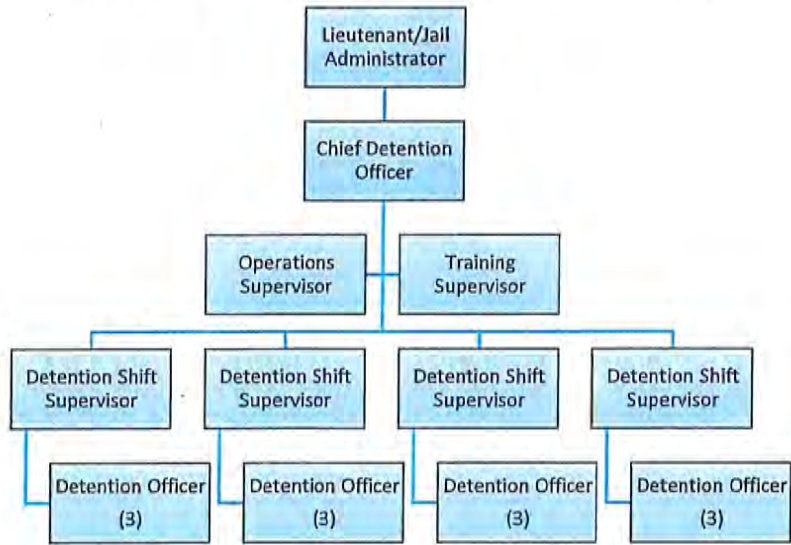 Lieutenant/Jail
Administrator
Chief Detention
Officer
Operations
Supervisor
Training
Supervisor
Detention Shift
Supervisor
Detention Shift
Supervisor
Detention Shift
Supervisor
Detention Shift
Supervisor
Detention Officer
(3)
Detention Officer
(3)
Detention Officer
(3)
Detention Officer
(3)